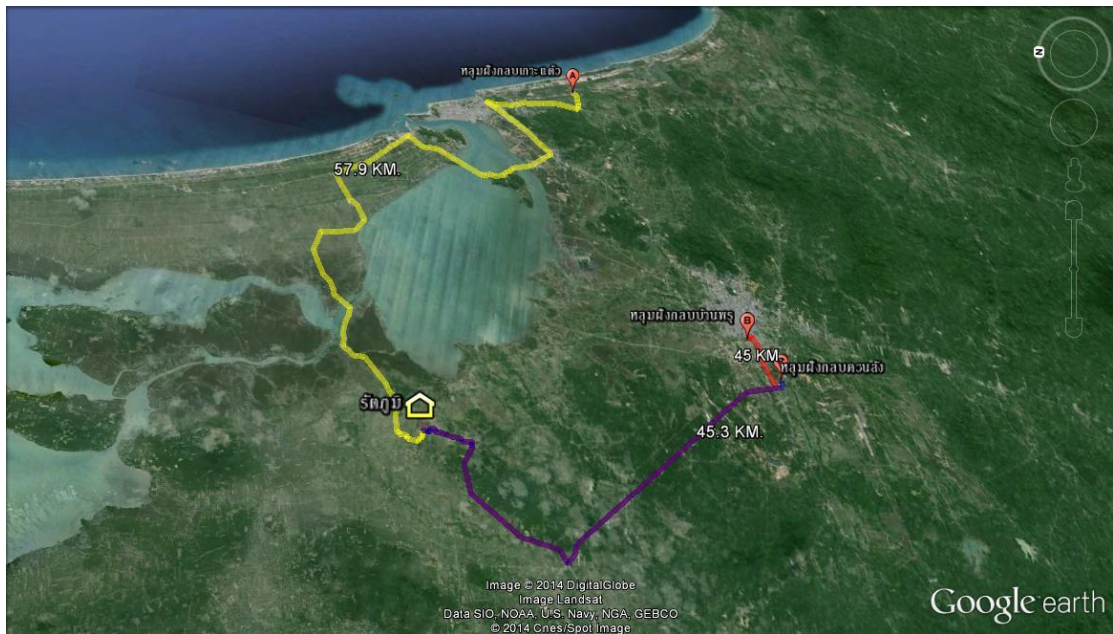 หลุมฝังกลบเกาะแต้ว
A
N
57.9 KM.
หลุมฝังกลบบ้านพรุ
B
45 KM.
หลุมฝังกลบควนลัง
รัตภูมิ
45.3 KM.
Image © 2014 DigitalGlobe
Image Landsat
Data SIO, NOAA, U.S. Navy, NGA, GEBCO
© 2014 Cnes/Spot Image
Google earth